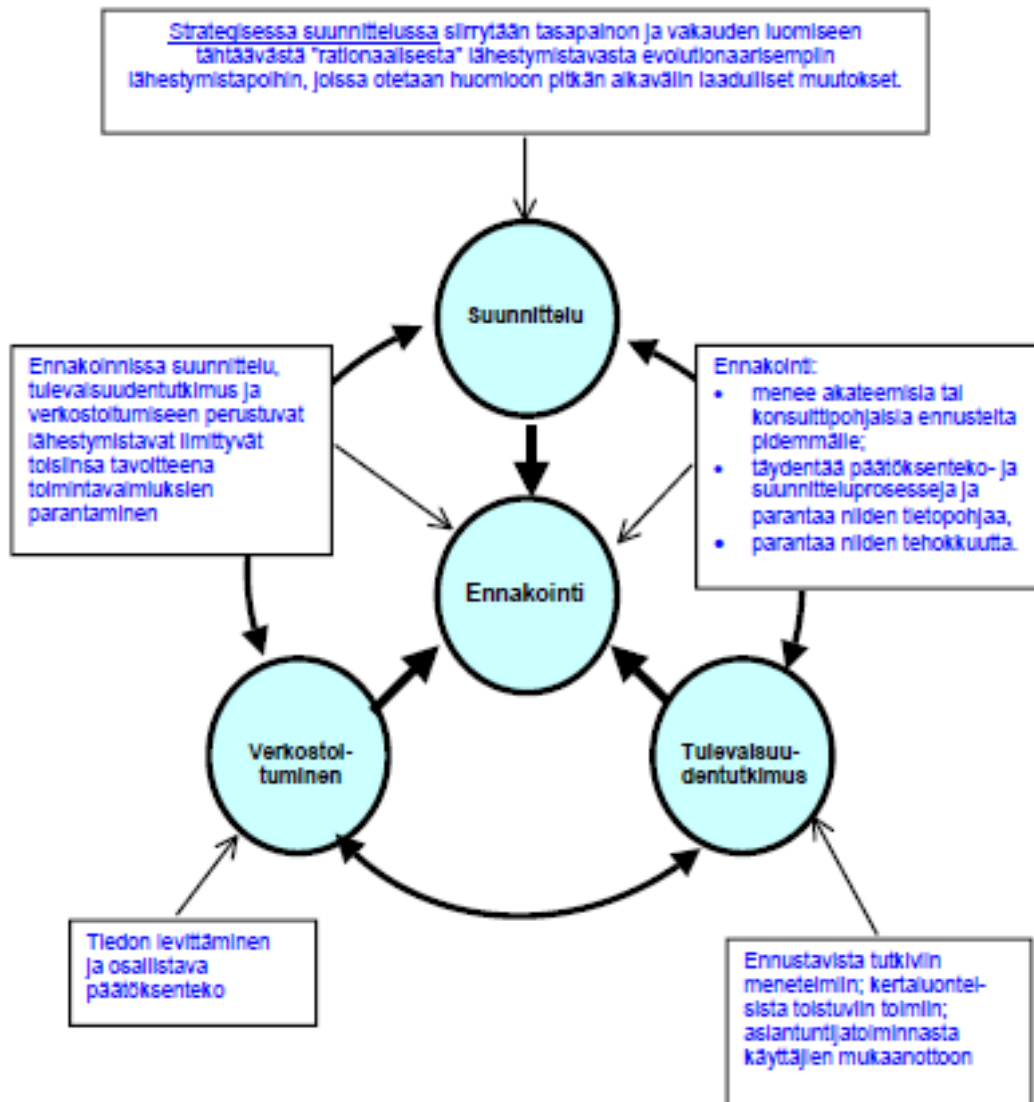 Strategisessa suunnittelussa siirrytään tasapainon ja vakauden luomiseen
tähtäävästä "rationaalisesta" lähestymistavasta evolutionaarisempiin
lähestymistapoihin, joissa otetaan huomioon pitkän aikavälin laadulliset muutokset.
Suunnittelu
Ennakoinnissa suunnittelu,
tulevaisuudentutkimus ja
verkostoitumiseen perustuvat
lähestymistavat limittyvät
toisiinsa tavoitteena
toimintavalmiuksien
parantaminen
Ennakointi:
• menee akateemisia tai
konsulttipohjaisia ennusteita
pidemmälle;
• täydentää päätöksenteko- ja
suunnitteluprosesseja ja
parantaa niiden tietopohjaa,
• parantaa niiden tehokkuutta.
Ennakointi
Verkostoi-
tuminen
Tulevaisuu-
dentutkimus
Tiedon levittäminen
ja osallistava
päätöksenteko
Ennustavista tutkiviin
menetelmiin; kertaluontei-
sista toistuviin toimiin;
asiantuntijatoiminnasta
käyttäjien mukaanottoon